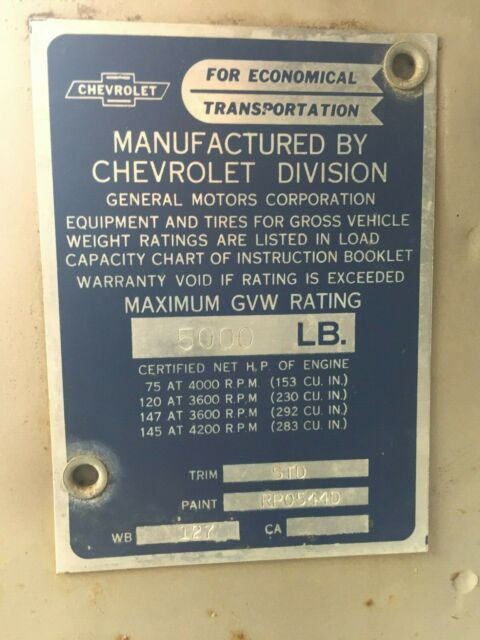 CHEVROLET
FOR ECONOMICAL
TRANSPORTATION
MANUFACTURED BY
CHEVROLET DIVISION
GENERAL MOTORS CORPORATION
EQUIPMENT AND TIRES FOR GROSS VEHICLE
WEIGHT RATINGS ARE LISTED IN LOAD
CAPACITY CHART OF INSTRUCTION BOOKLET
WARRANTY VOID IF RATING IS EXCEEDED
MAXIMUM GVW RATING
5000 LB.
CERTIFIED NET H.P. OF ENGINE
75 AT 4000 R.P.M. (153 CU. IN.)
120 AT 3600 R.P.M (230 CU. IN.)
147 AT 3600 R.P.M (292 CU. IN.)
145 AT 4200 R.P.M (283 CU. IN.)
TRIM STD
PAINT RPO544D
WB 127 CA